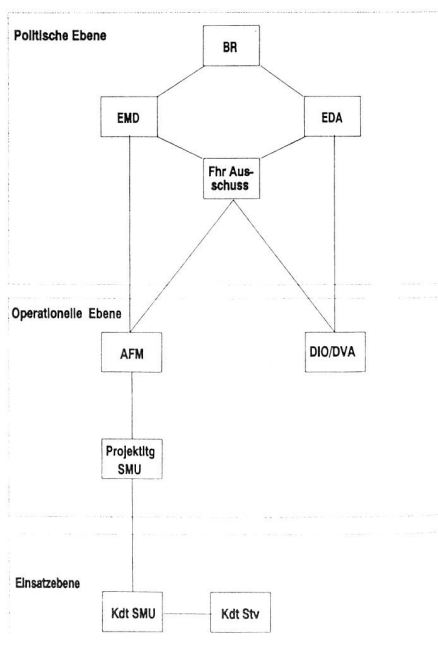 Politische Ebene
BR
EMD
EDA
Fhr Aus-
schuss
Operationelle Ebene
AFM
DIO/DVA
Projektltg
SMU
Einsatzebene
Kdt SMU
Kdt Stv